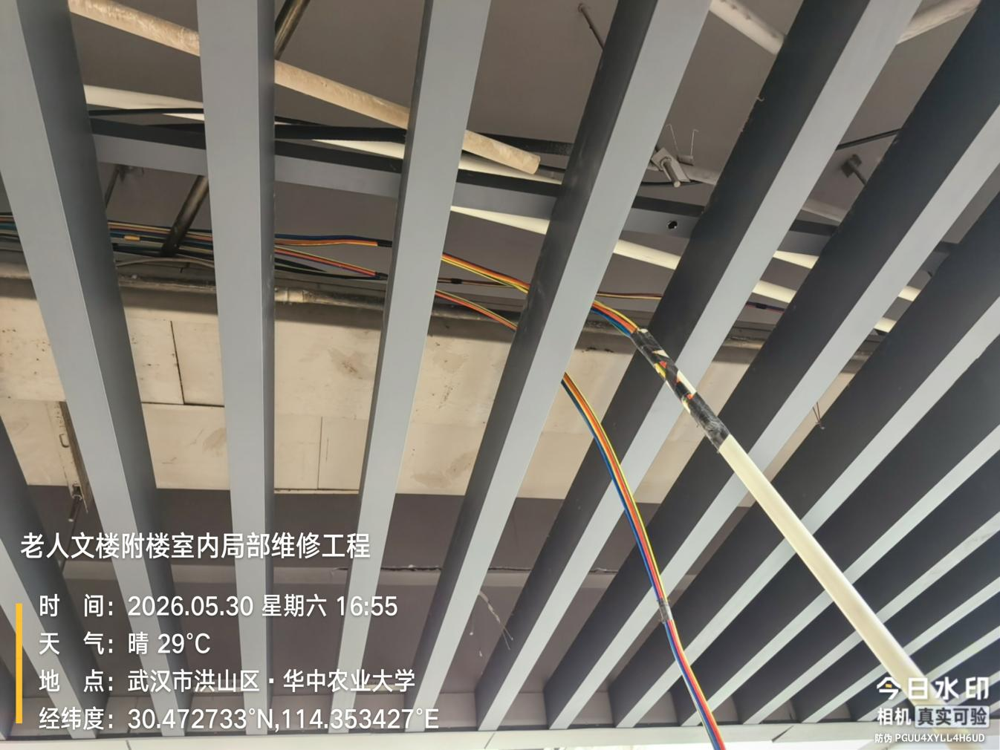 老人文楼附楼室内局部维修工程
时 间：2026.05.30 星期六 16:55
天 气：晴 29°C
地 点：武汉市洪山区·华中农业大学
经纬度：30.472733°N,114.353427°E
今日水印
相机 真实可验
防伪 PGUU4XYLL4H6UD